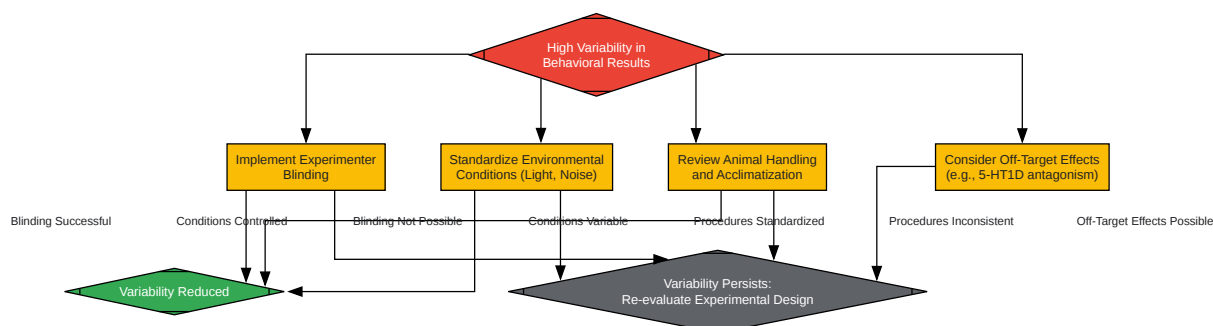 High Variability in
Behavioral Results
Implement Experimenter
Blinding
Standardize Environmental
Conditions (Light, Noise)
Review Animal Handling
and Acclimatization
Consider Off-Target Effects
(e.g., 5-HT1D antagonism)
Blinding Successful
Conditions Controlled
Blinding Not Possible
Conditions Variable
Procedures Standardized
Procedures Inconsistent
Off-Target Effects Possible
Variability Reduced
Variability Persists:
Re-evaluate Experimental Design